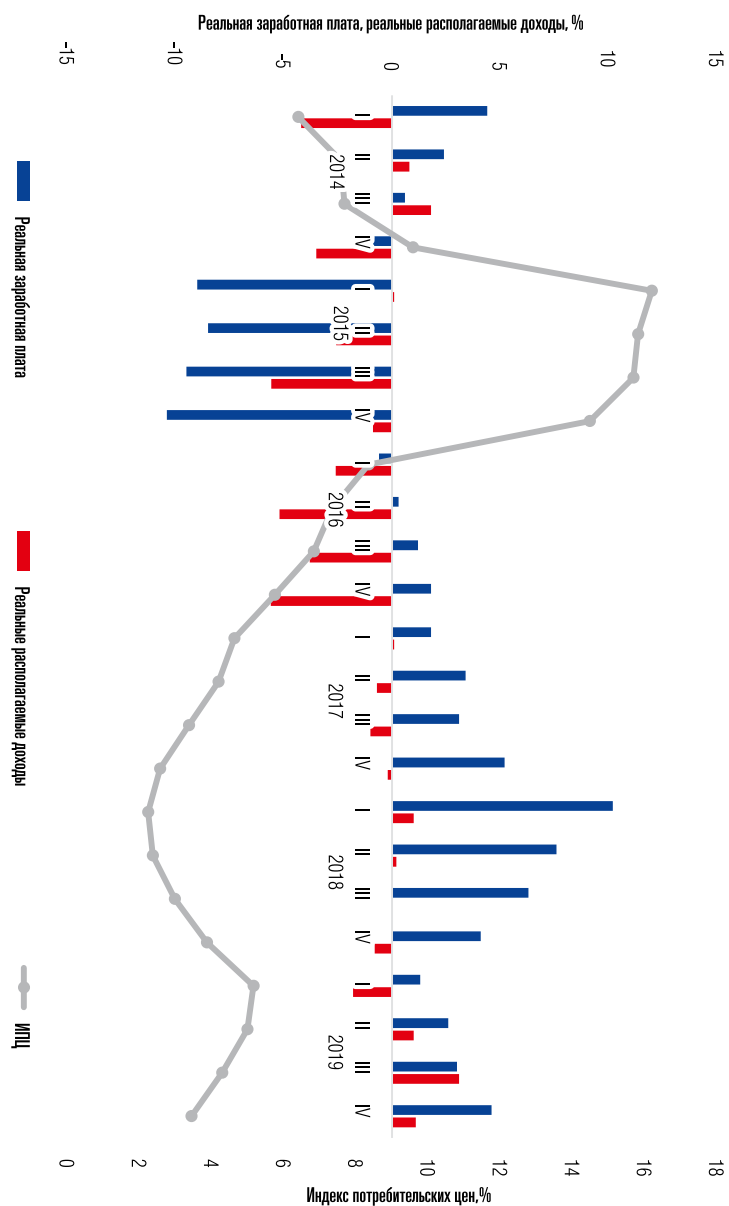 Реальная заработная плата, реальные располагаемые доходы, %
15
10
5
0
-5
-10
-15
I
II
III
IV
I
II
III
IV
I
II
III
IV
I
II
III
IV
I
II
III
IV
I
II
III
IV
2014
2015
2016
2017
2018
2019
18
16
14
12
10
8
6
4
2
0
Индекс потребительских цен,%
Реальная заработная плата
Реальные располагаемые доходы
ИПЦ